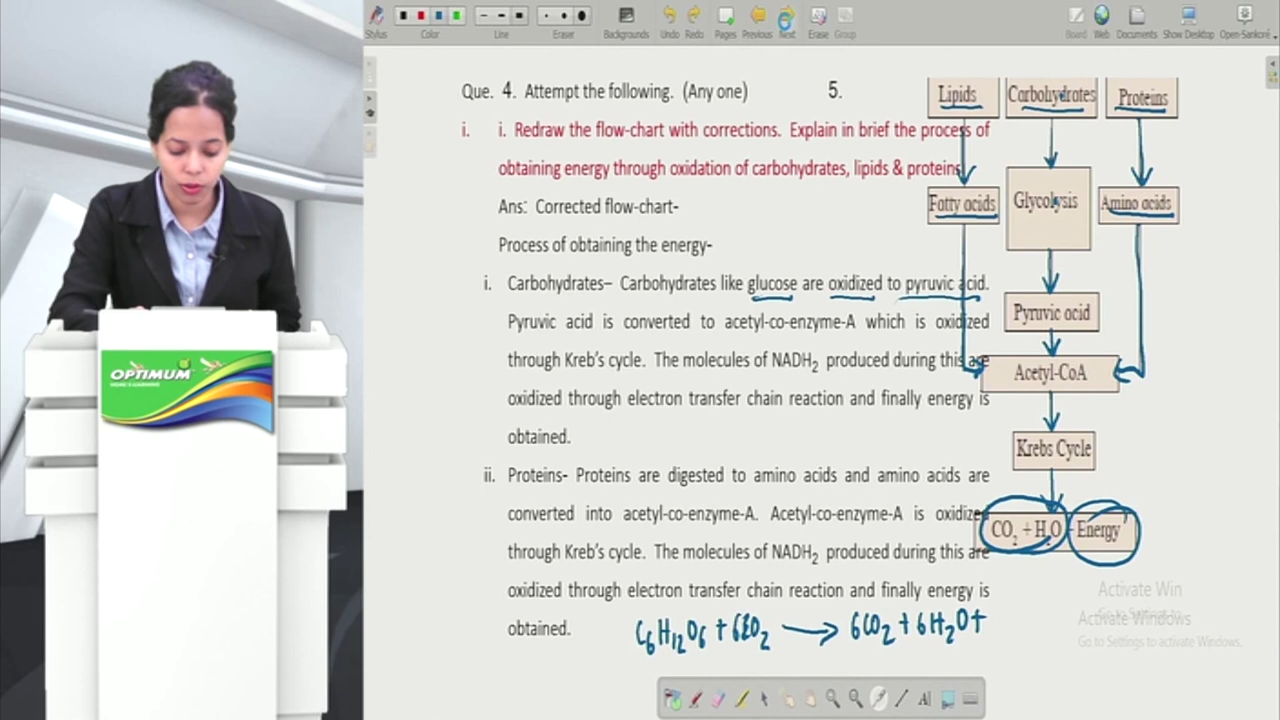 Stylus
Color
Line
Eraser
Backgrounds
Undo Redo
Pages Previous Next
Erase Group
Board Web Documents Show Desktop Open-Sankoré
Que. 4. Attempt the following. (Any one) 5.
i. i. Redraw the flow-chart with corrections. Explain in brief the process of
obtaining energy through oxidation of carbohydrates, lipids & proteins
Ans: Corrected flow-chart-
Process of obtaining the energy-
i. Carbohydrates– Carbohydrates like glucose are oxidized to pyruvic acid.
Pyruvic acid is converted to acetyl-co-enzyme-A which is oxidized
through Kreb’s cycle. The molecules of NADH₂ produced during this are
oxidized through electron transfer chain reaction and finally energy is
obtained.
ii. Proteins- Proteins are digested to amino acids and amino acids are
converted into acetyl-co-enzyme-A. Acetyl-co-enzyme-A is oxidized
through Kreb’s cycle. The molecules of NADH₂ produced during this are
oxidized through electron transfer chain reaction and finally energy is
obtained.
C₆H₁₂O₆ + 6O₂ → 6CO₂ + 6H₂O +
Lipids Carbohydrates Proteins
Fatty acids Glycolysis Amino acids
Pyruvic acid
Acetyl-CoA
Krebs Cycle
CO₂ + H₂O + Energy
Activate Win
Activate Windows
Go to Settings to activate Windows.
OPTIMUM